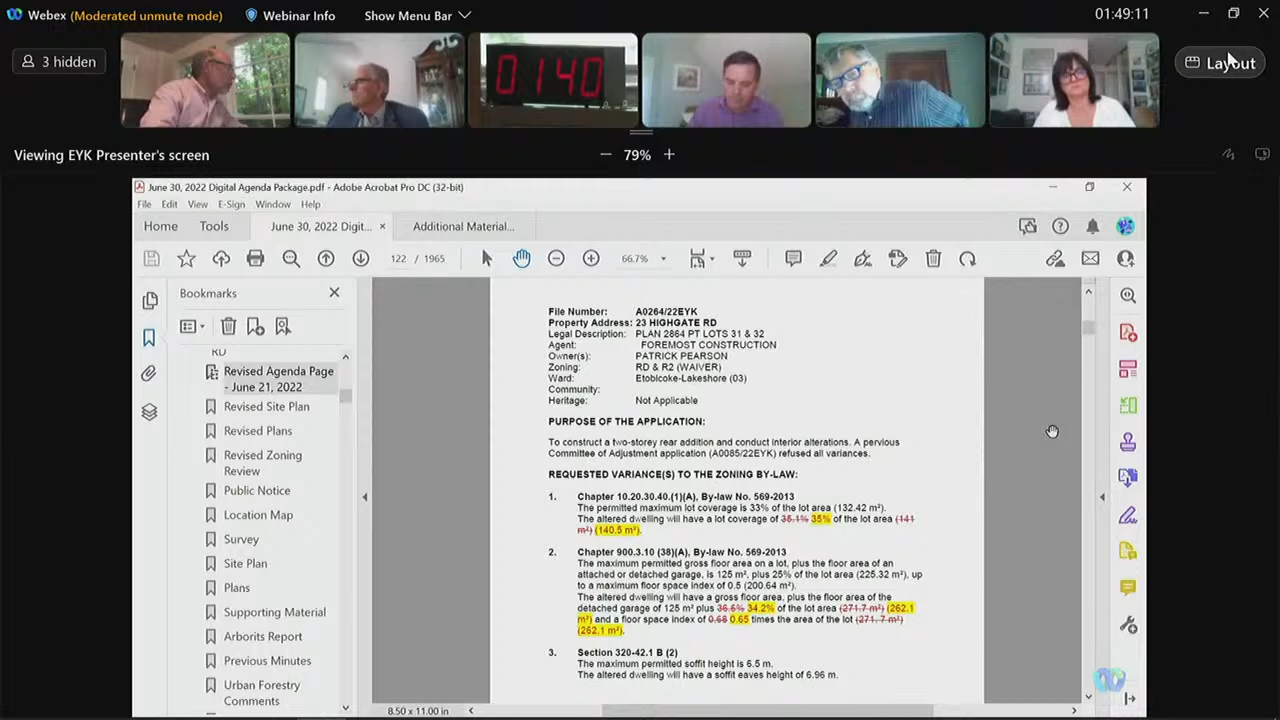 Webex (Moderated unmute mode) Webinar Info Show Menu Bar 01:49:11
3 hidden
0140
Layout
Viewing EYK Presenter's screen
79%
June 30, 2022 Digital Agenda Package.pdf - Adobe Acrobat Pro DC (32-bit)
File Edit View E-Sign Window Help
Home Tools June 30, 2022 Digit... Additional Material...
122 / 1965 66.7%
Bookmarks
RD
Revised Agenda Page
- June 21, 2022
Revised Site Plan
Revised Plans
Revised Zoning
Review
Public Notice
Location Map
Survey
Site Plan
Plans
Supporting Material
Arborits Report
Previous Minutes
Urban Forestry
Comments
File Number: A0264/22EYK
Property Address: 23 HIGHGATE RD
Legal Description: PLAN 2864 PT LOTS 31 & 32
Agent: FOREMOST CONSTRUCTION
Owner(s): PATRICK PEARSON
Zoning: RD & R2 (WAIVER)
Ward: Etobicoke-Lakeshore (03)
Community:
Heritage: Not Applicable
PURPOSE OF THE APPLICATION:
To construct a two-storey rear addition and conduct interior alterations. A pervious
Committee of Adjustment application (A0085/22EYK) refused all variances.
REQUESTED VARIANCE(S) TO THE ZONING BY-LAW:
1. Chapter 10.20.30.40.(1)(A), By-law No. 569-2013
The permitted maximum lot coverage is 33% of the lot area (132.42 m²).
The altered dwelling will have a lot coverage of 35.1% 35% of the lot area (141
m²) (140.5 m²).
2. Chapter 900.3.10 (38)(A), By-law No. 569-2013
The maximum permitted gross floor area on a lot, plus the floor area of an
attached or detached garage, is 125 m², plus 25% of the lot area (225.32 m²), up
to a maximum floor space index of 0.5 (200.64 m²).
The altered dwelling will have a gross floor area, plus the floor area of the
detached garage of 125 m² plus 36.6% 34.2% of the lot area (271.7 m²) (262.1
m²) and a floor space index of 0.68 0.65 times the area of the lot (271. 7 m²)
(262.1 m²).
3. Section 320-42.1 B (2)
The maximum permitted soffit height is 6.5 m.
The altered dwelling will have a soffit eaves height of 6.96 m.
8.50 x 11.00 in